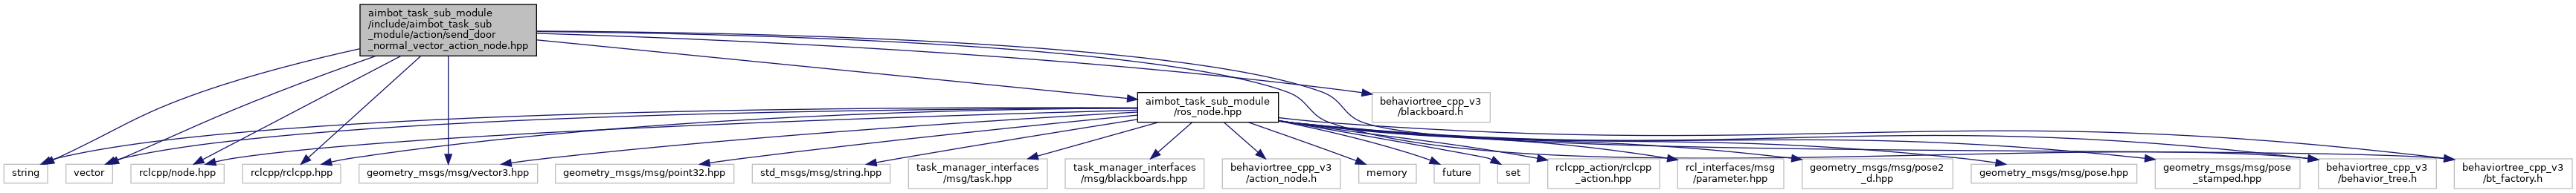 aimbot_task_sub_module
/include/aimbot_task_sub
_module/action/send_door
_normal_vector_action_node.hpp
aimbot_task_sub_module
/ros_node.hpp
behaviortree_cpp_v3
/blackboard.h
string
vector
rclcpp/node.hpp
rclcpp/rclcpp.hpp
geometry_msgs/msg/vector3.hpp
geometry_msgs/msg/point32.hpp
std_msgs/msg/string.hpp
task_manager_interfaces
/msg/task.hpp
task_manager_interfaces
/msg/blackboards.hpp
behaviortree_cpp_v3
/action_node.h
memory
future
set
rclcpp_action/rclcpp
_action.hpp
rcl_interfaces/msg
/parameter.hpp
geometry_msgs/msg/pose2
_d.hpp
geometry_msgs/msg/pose.hpp
geometry_msgs/msg/pose
_stamped.hpp
behaviortree_cpp_v3
/behavior_tree.h
behaviortree_cpp_v3
/bt_factory.h